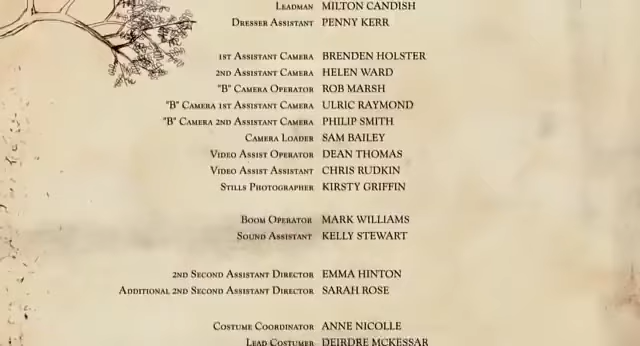 Leadman MILTON CANDISH
Dresser Assistant PENNY KERR
1st Assistant Camera BRENDEN HOLSTER
2nd Assistant Camera HELEN WARD
"B" Camera Operator ROB MARSH
"B" Camera 1st Assistant Camera ULRIC RAYMOND
"B" Camera 2nd Assistant Camera PHILIP SMITH
Camera Loader SAM BAILEY
Video Assist Operator DEAN THOMAS
Video Assist Assistant CHRIS RUDKIN
Stills Photographer KIRSTY GRIFFIN
Boom Operator MARK WILLIAMS
Sound Assistant KELLY STEWART
2nd Second Assistant Director EMMA HINTON
Additional 2nd Second Assistant Director SARAH ROSE
Costume Coordinator ANNE NICOLLE
Lead Costumer DEIRDRE MCKESSAR